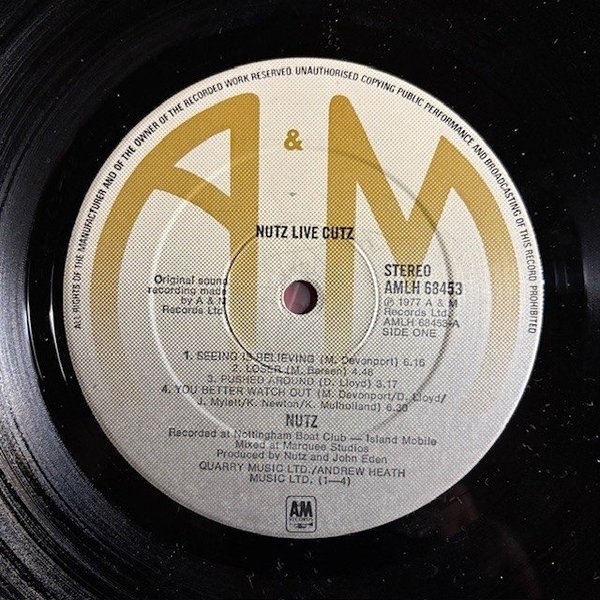 ALL RIGHTS OF THE MANUFACTURER AND OF THE OWNER OF THE RECORDED WORK RESERVED. UNAUTHORISED COPYING PUBLIC PERFORMANCE AND BROADCASTING OF THIS RECORD PROHIBITED
A & M
NUTZ LIVE CUTZ
Original sound
recording made
by A & M
Records Ltd.
STEREO
AMLH 68453
℗ 1977 A & M
Records Ltd.
AMLH 68453-A
SIDE ONE
1. SEEING IS BELIEVING (M. Devonport) 6.16
2. LOSER (M. Bersen) 4.46
3. PUSHED AROUND (D. Lloyd) 3.17
4. YOU BETTER WATCH OUT (M. Devonport/D. Lloyd/
J. Mylett/K. Newton/K. Mulholland) 6.30
NUTZ
Recorded at Nottingham Boat Club — Island Mobile
Mixed at Marquee Studios
Produced by Nutz and John Eden
QUARRY MUSIC LTD./ANDREW HEATH
MUSIC LTD. (1—4)
AM
RECORDS